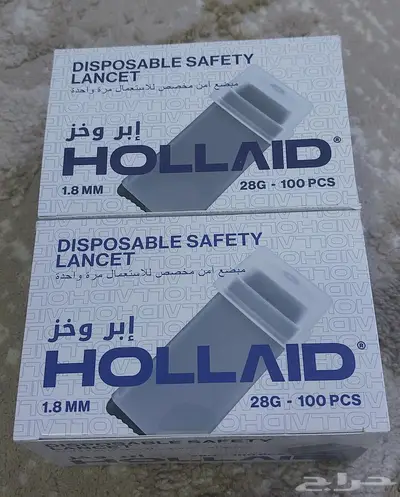 DISPOSABLE SAFETY
LANCET
مبضع آمن مخصص للاستعمال مرة واحدة
إبر وخز
HOLLAID®
1.8 MM
28G - 100 PCS
DISPOSABLE SAFETY
LANCET
مبضع آمن مخصص للاستعمال مرة واحدة
إبر وخز
HOLLAID®
1.8 MM
28G - 100 PCS
DISPOSABLE SAFETY
LANCET
حراج